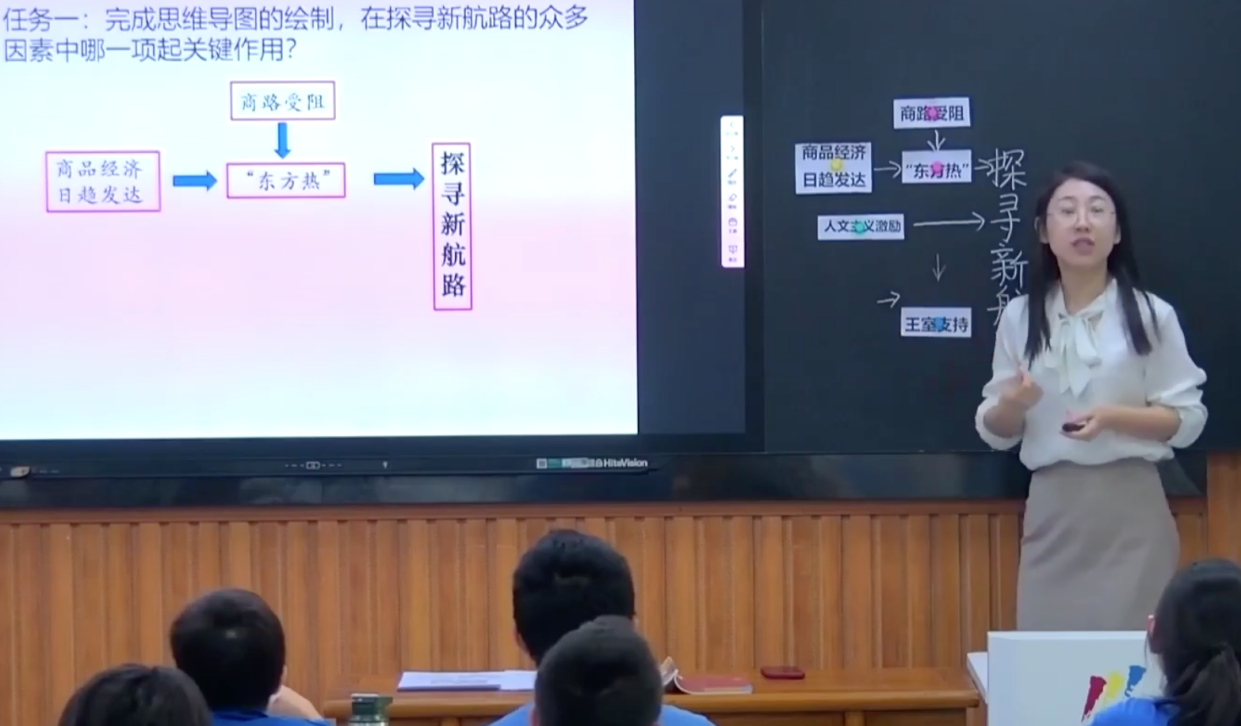 任务一：完成思维导图的绘制，在探寻新航路的众多
因素中哪一项起关键作用？
商路受阻
商品经济
日趋发达
“东方热”
探寻新航路
HiteVision
商路受阻
商品经济
日趋发达
“东方热”
人文主义激励
王室支持
探寻新航